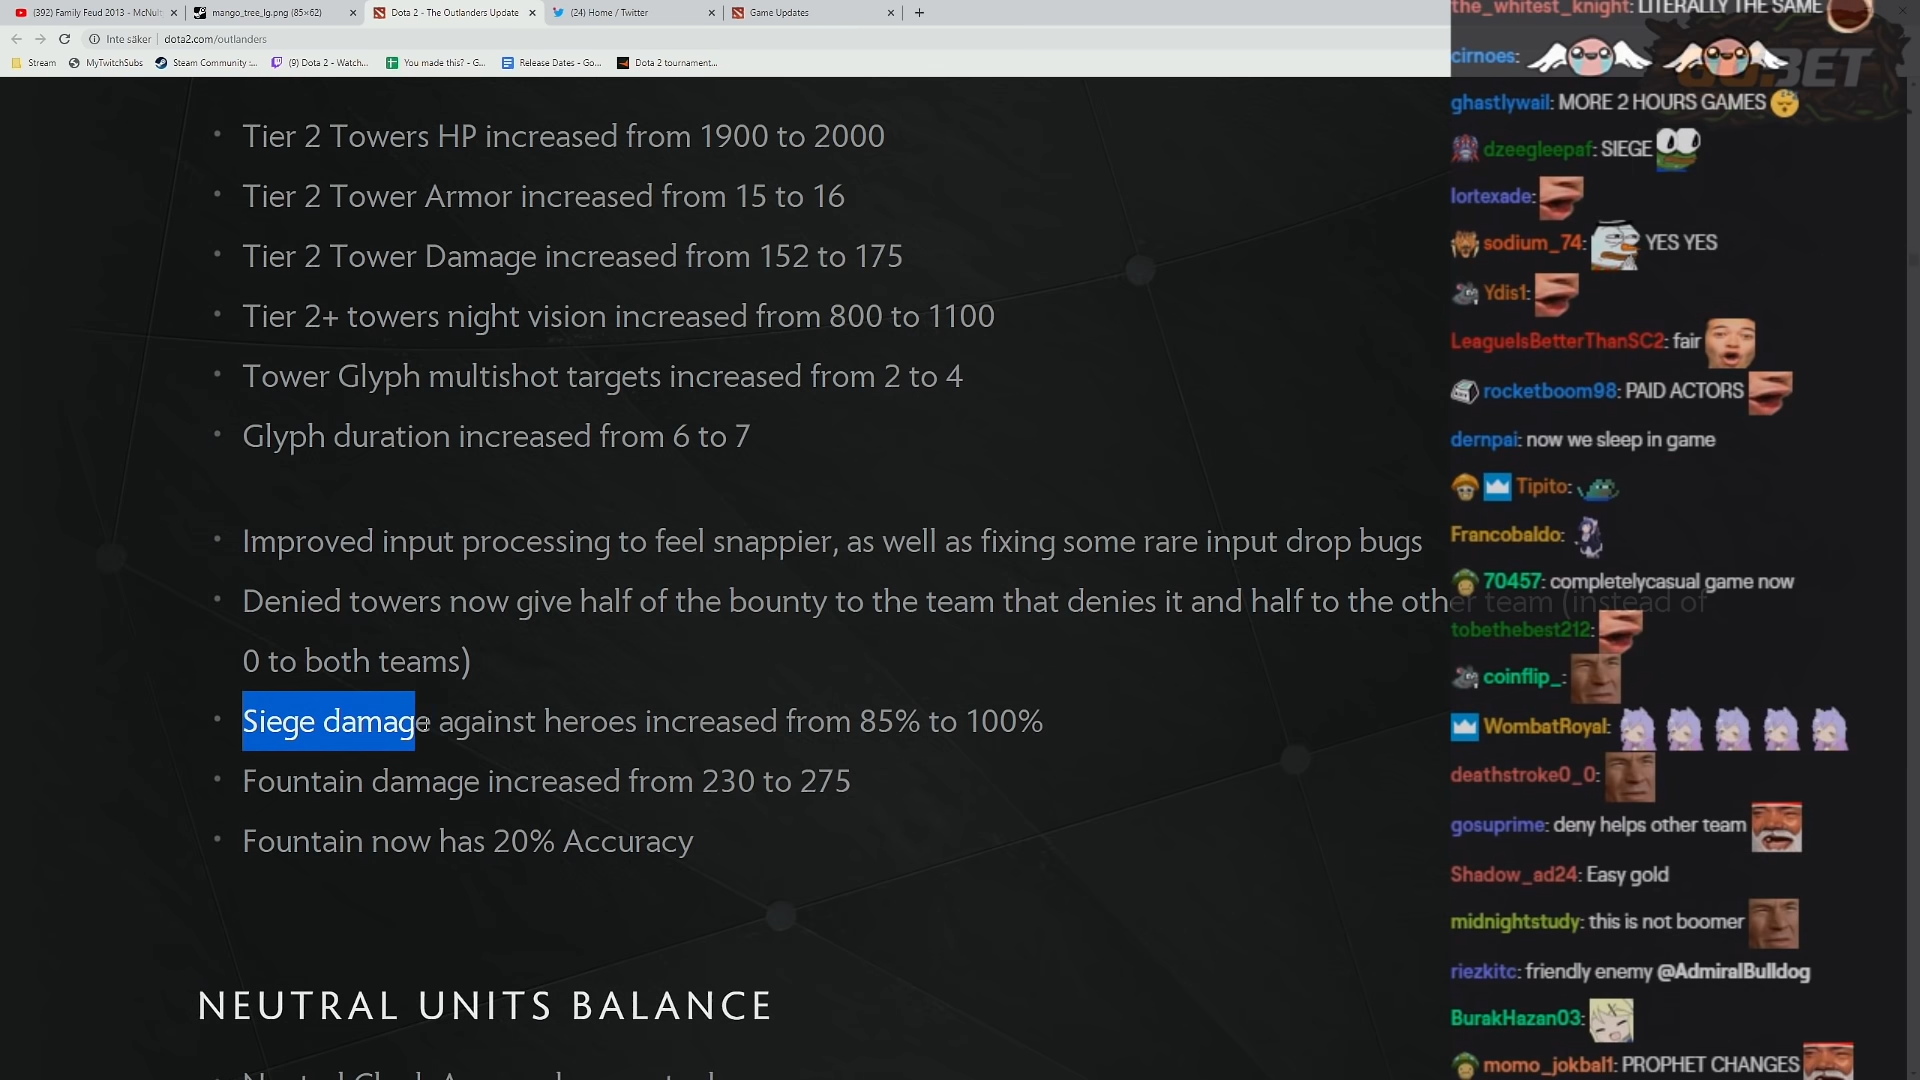 (392) Family Feud 2013 - McNult
mango_tree_lg.png (85×62)
Dota 2 - The Outlanders Update
(24) Home / Twitter
Game Updates
Inte säker
dota2.com/outlanders
Stream
MyTwitchSubs
Steam Community :...
(9) Dota 2 - Watch...
You made this? - G...
Release Dates - Go...
Dota 2 tournament...
• Tier 2 Towers HP increased from 1900 to 2000
• Tier 2 Tower Armor increased from 15 to 16
• Tier 2 Tower Damage increased from 152 to 175
• Tier 2+ towers night vision increased from 800 to 1100
• Tower Glyph multishot targets increased from 2 to 4
• Glyph duration increased from 6 to 7
• Improved input processing to feel snappier, as well as fixing some rare input drop bugs
• Denied towers now give half of the bounty to the team that denies it and half to the other team (instead of
0 to both teams)
• Siege damage against heroes increased from 85% to 100%
• Fountain damage increased from 230 to 275
• Fountain now has 20% Accuracy
NEUTRAL UNITS BALANCE
the_whitest_knight: LITERALLY THE SAME
cirnoes:
BET
ghastlywail: MORE 2 HOURS GAMES
dzeegleepaf: SIEGE
lortexade:
sodium_74: YES YES
Ydis1:
LeagueIsBetterThanSC2: fair
rocketboom98: PAID ACTORS
dernpai: now we sleep in game
Tipito:
Francobaldo:
70457: completelycasual game now
tobethebest212:
coinflip_:
WombatRoyal:
deathstroke0_0:
gosuprime: deny helps other team
Shadow_ad24: Easy gold
midnightstudy: this is not boomer
riezkitc: friendly enemy @AdmiralBulldog
BurakHazan03:
momo_jokbal1: PROPHET CHANGES